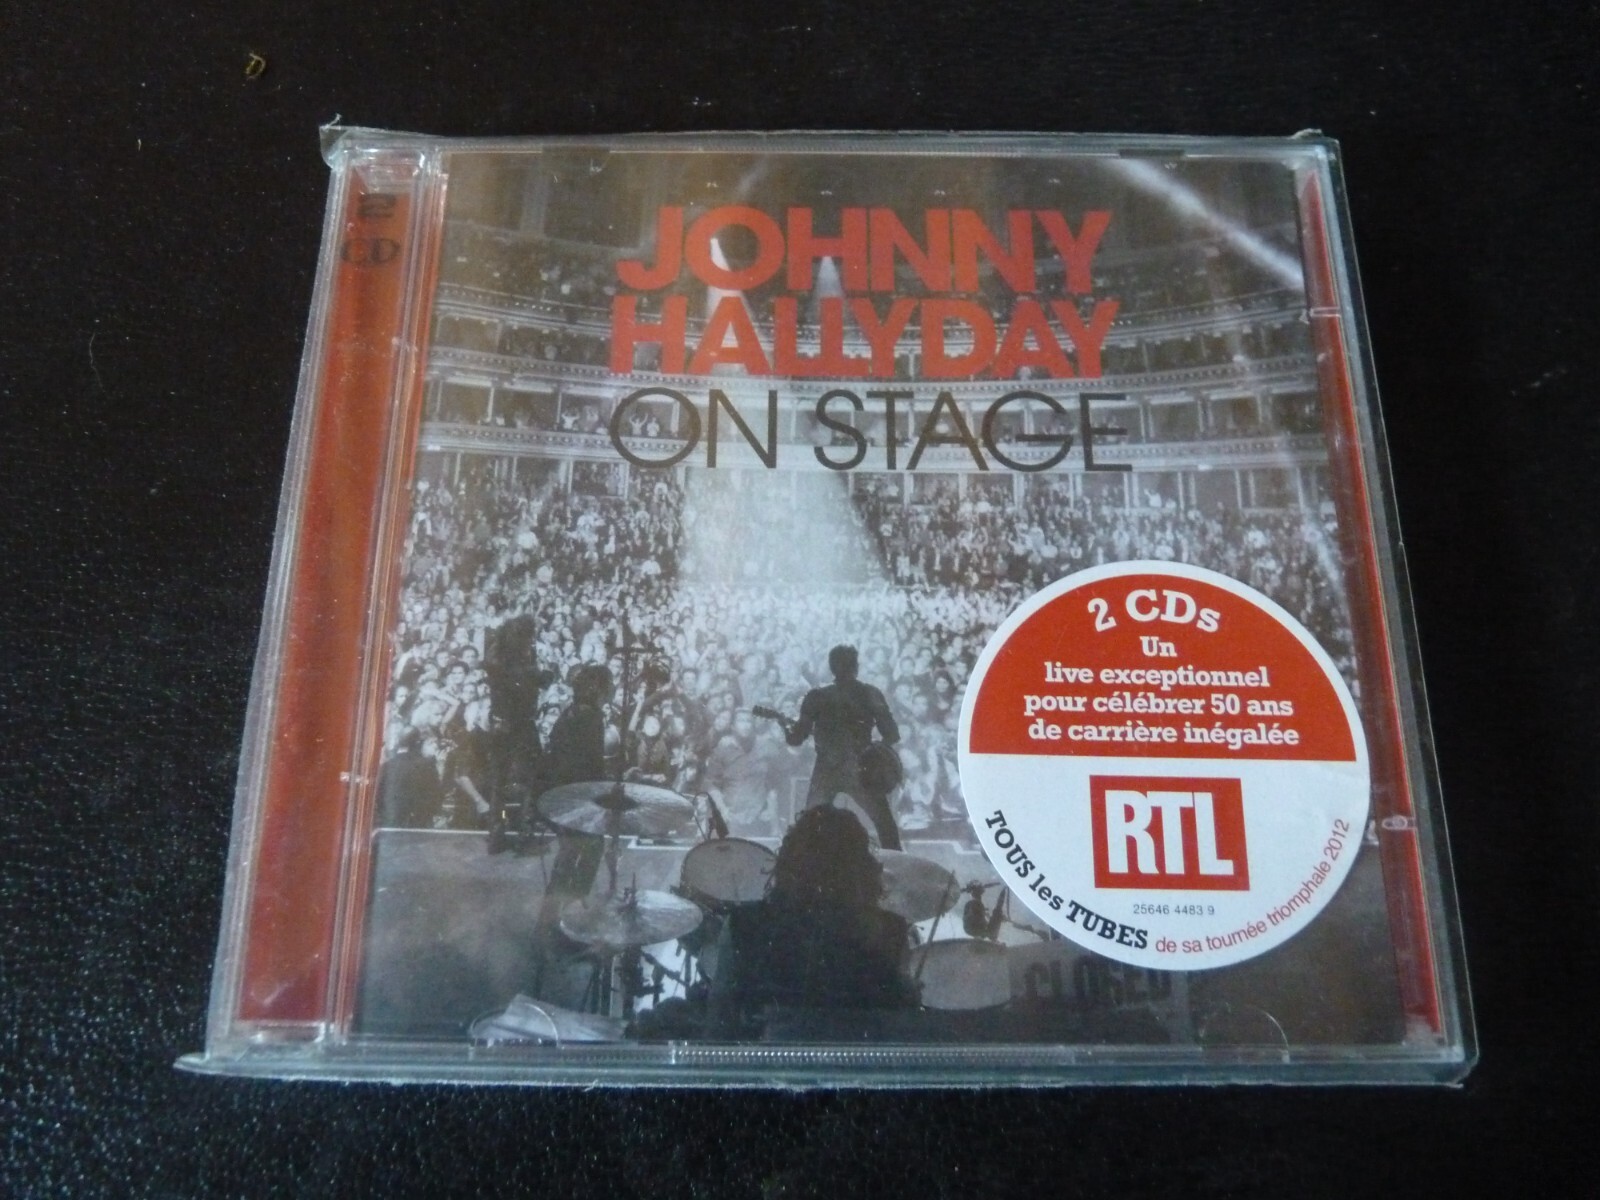 2
CD
JOHNNY
HALLYDAY
ON STAGE
2 CDs
Un
live exceptionnel
pour célébrer 50 ans
de carrière inégalée
RTL
25646 4483 9
TOUS les TUBES de sa tournée triomphale 2012
CLOSED